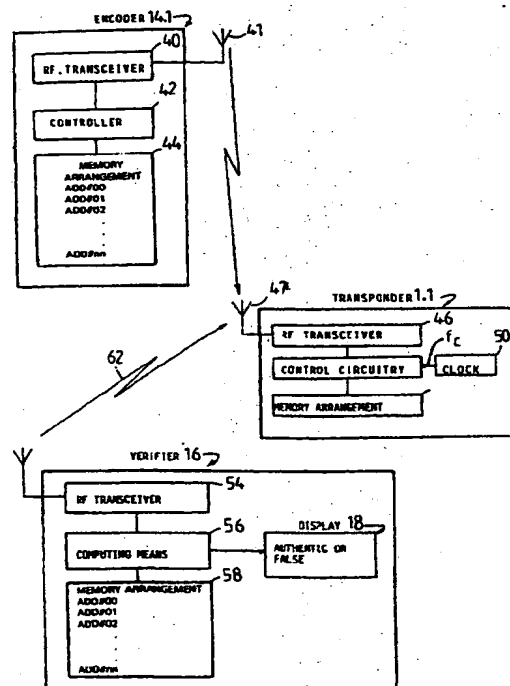 ENCODER 14.1
40
41
RF. TRANSCEIVER
42
CONTROLLER
44
MEMORY
ARRANGEMENT
ADD#00
ADD#01
ADD#02
ADD#nn
47
TRANSPONDER 1.1
46
RF TRANSCEIVER
fc
50
CONTROL CIRCUITRY
CLOCK
MEMORY ARRANGEMENT
62
VERIFIER 16
54
RF TRANSCEIVER
56
DISPLAY 18
COMPUTING MEANS
AUTHENTIC OR
FALSE
58
MEMORY ARRANGEMENT
ADD#00
ADD#01
ADD#02
ADD#nn